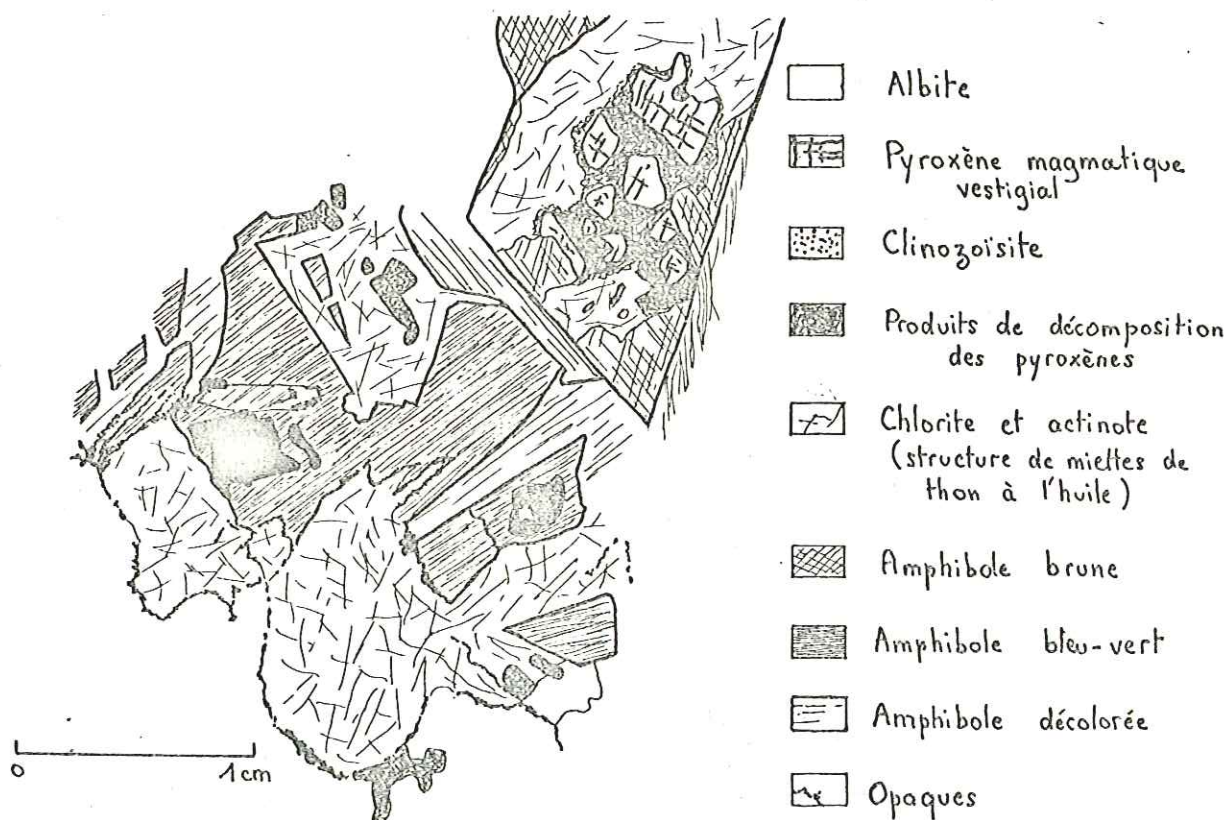 Albite
Pyroxène magmatique
vestigial
Clinozoïsite
Produits de décomposition
des pyroxènes
Chlorite et actinote
(structure de miettes de
thon à l'huile)
Amphibole brune
Amphibole bleu-vert
Amphibole décolorée
Opaques
0
1cm